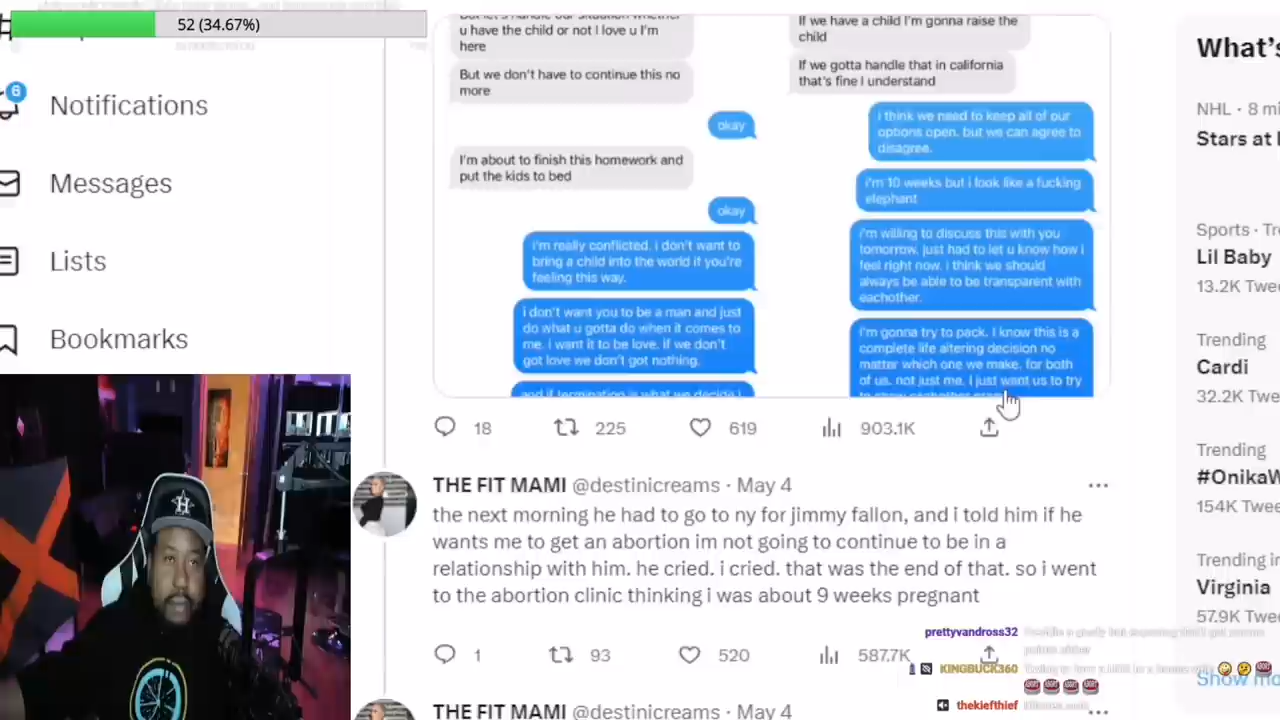 52 (34.67%)
6
Notifications
Messages
Lists
Bookmarks
u have the child or not I love u I'm
here
But we don't have to continue this no
more
okay
I'm about to finish this homework and
put the kids to bed
okay
i'm really conflicted. i don't want to
bring a child into the world if you're
feeling this way.
i don't want you to be a man and just
do what u gotta do when it comes to
me. i want it to be love. if we don't
got love we don't got nothing.
and if termination is what we decide i
If we have a child I'm gonna raise the
child
If we gotta handle that in california
that's fine I understand
i think we need to keep all of our
options open. but we can agree to
disagree.
i'm 10 weeks but i look like a fucking
elephant
i'm willing to discuss this with you
tomorrow. just had to let u know how i
feel right now. i think we should
always be able to be transparent with
eachother.
i'm gonna try to pack. I know this is a
complete life altering decision no
matter which one we make. for both
of us. not just me. I just want us to try
18 225 619 903.1K
THE FIT MAMI @destinicreams · May 4
the next morning he had to go to ny for jimmy fallon, and i told him if he
wants me to get an abortion im not going to continue to be in a
relationship with him. he cried. i cried. that was the end of that. so i went
to the abortion clinic thinking i was about 9 weeks pregnant
1 93 520 587.7K
THE FIT MAMI @destinicreams · May 4
What's
NHL · 8 mi
Stars at
Sports · Tre
Lil Baby
13.2K Twee
Trending
Cardi
32.2K Twee
Trending
#OnikaW
154K Twee
Trending in
Virginia
57.9K Twee
Show mo
prettyvandross32
KINGBUCK360
thekiefthief